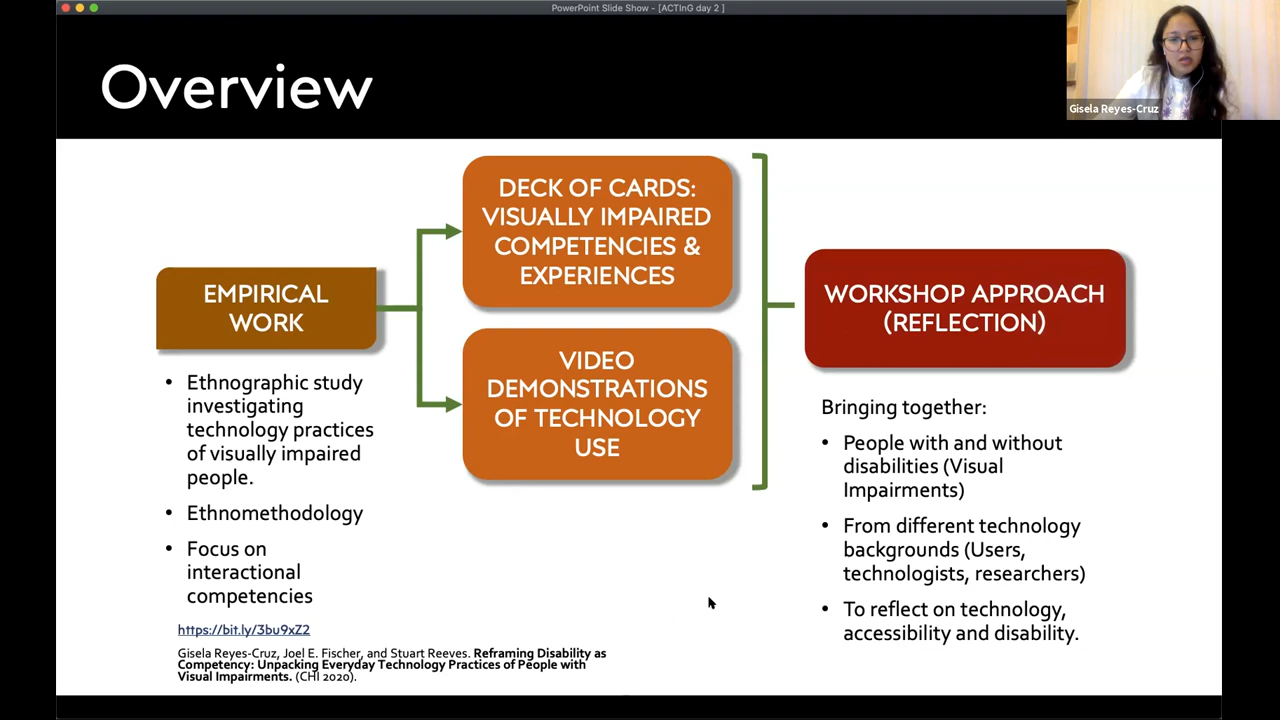 PowerPoint Slide Show - [ACTInG day 2 ]
Overview
Gisela Reyes-Cruz
EMPIRICAL
WORK
• Ethnographic study
investigating
technology practices
of visually impaired
people.
• Ethnomethodology
• Focus on
interactional
competencies
https://bit.ly/3bu9xZ2
Gisela Reyes-Cruz, Joel E. Fischer, and Stuart Reeves. Reframing Disability as
Competency: Unpacking Everyday Technology Practices of People with
Visual Impairments. (CHI 2020).
DECK OF CARDS:
VISUALLY IMPAIRED
COMPETENCIES &
EXPERIENCES
VIDEO
DEMONSTRATIONS
OF TECHNOLOGY
USE
WORKSHOP APPROACH
(REFLECTION)
Bringing together:
• People with and without
disabilities (Visual
Impairments)
• From different technology
backgrounds (Users,
technologists, researchers)
• To reflect on technology,
accessibility and disability.